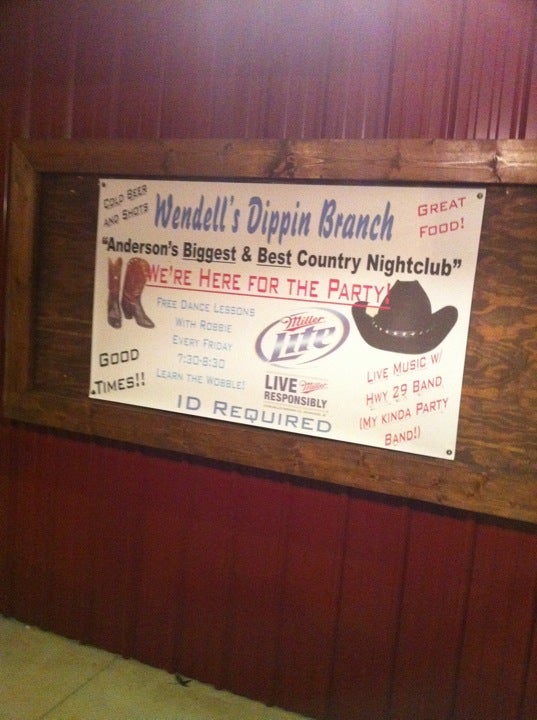 Cold Beer
and Shots
Wendell's Dippin Branch
Great
Food!
"Anderson's Biggest & Best Country Nightclub"
We're Here for the Party!
Free Dance Lessons
With Robbie
Every Friday
7:30-8:30
Learn the Wobble!
Good
Times!!
Miller
Lite
LIVE Miller
RESPONSIBLY
Live Music w/
Hwy 29 Band
(My kinda Party
Band!)
ID Required